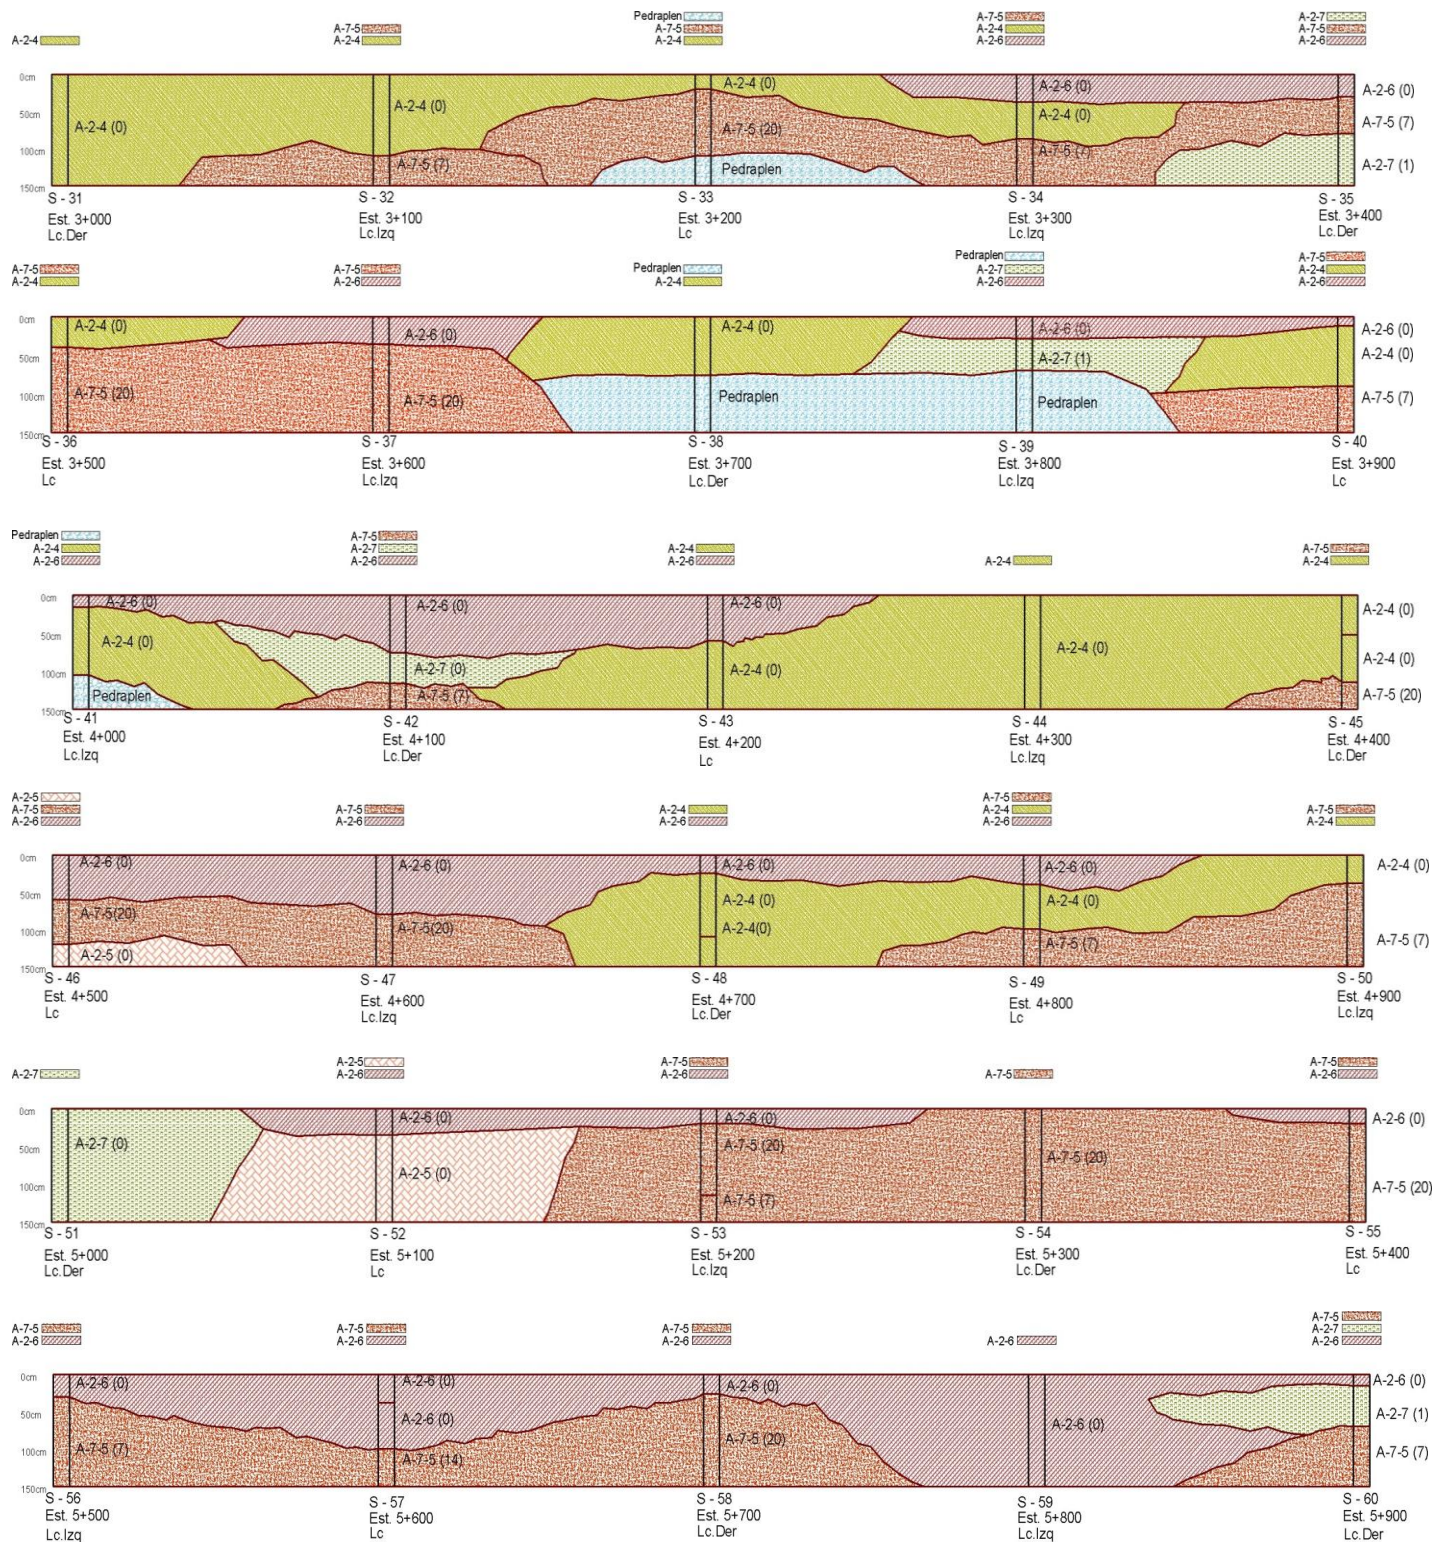 A-2-4
A-7-5
A-2-4
Pedraplen
A-7-5
A-2-4
A-7-5
A-2-4
A-2-6
A-2-7
A-7-5
A-2-6
0cm
50cm
100cm
150cm
A-2-4 (0)
A-2-4 (0)
A-7-5 (7)
A-2-4 (0)
A-7-5 (20)
Pedraplen
A-2-6 (0)
A-2-4 (0)
A-7-5 (7)
A-2-6 (0)
A-7-5 (7)
A-2-7 (1)
S - 31
Est. 3+000
Lc.Der
S - 32
Est. 3+100
Lc.Izq
S - 33
Est. 3+200
Lc
S - 34
Est. 3+300
Lc.Izq
S - 35
Est. 3+400
Lc.Der
A-7-5
A-2-4
A-7-5
A-2-6
Pedraplen
A-2-4
Pedraplen
A-2-7
A-2-6
A-7-5
A-2-4
A-2-6
0cm
50cm
100cm
150cm
A-2-4 (0)
A-7-5 (20)
A-2-6 (0)
A-7-5 (20)
A-2-4 (0)
Pedraplen
A-2-6 (0)
A-2-7 (1)
Pedraplen
A-2-6 (0)
A-2-4 (0)
A-7-5 (7)
S - 36
Est. 3+500
Lc
S - 37
Est. 3+600
Lc.Izq
S - 38
Est. 3+700
Lc.Der
S - 39
Est. 3+800
Lc.Izq
S - 40
Est. 3+900
Lc
Pedraplen
A-2-4
A-2-6
A-7-5
A-2-7
A-2-6
A-2-4
A-2-6
A-2-4
A-7-5
A-2-4
0cm
50cm
100cm
150cm
A-2-6 (0)
A-2-4 (0)
Pedraplen
A-2-6 (0)
A-2-7 (0)
A-7-5 (7)
A-2-6 (0)
A-2-4 (0)
A-2-4 (0)
A-2-4 (0)
A-2-4 (0)
A-7-5 (20)
S - 41
Est. 4+000
Lc.Izq
S - 42
Est. 4+100
Lc.Der
S - 43
Est. 4+200
Lc
S - 44
Est. 4+300
Lc.Izq
S - 45
Est. 4+400
Lc.Der
A-2-5
A-7-5
A-2-6
A-7-5
A-2-6
A-2-4
A-2-6
A-7-5
A-2-4
A-2-6
A-7-5
A-2-4
0cm
50cm
100cm
150cm
A-2-6 (0)
A-7-5(20)
A-2-5 (0)
A-2-6 (0)
A-7-5(20)
A-2-6 (0)
A-2-4 (0)
A-2-4(0)
A-2-6 (0)
A-2-4 (0)
A-7-5 (7)
A-2-4 (0)
A-7-5 (7)
S - 46
Est. 4+500
Lc
S - 47
Est. 4+600
Lc.Izq
S - 48
Est. 4+700
Lc.Der
S - 49
Est. 4+800
Lc
S - 50
Est. 4+900
Lc.Izq
A-2-7
A-2-5
A-2-6
A-7-5
A-2-6
A-7-5
A-7-5
A-2-6
0cm
50cm
100cm
150cm
A-2-7 (0)
A-2-6 (0)
A-2-5 (0)
A-2-6 (0)
A-7-5 (20)
A-7-5 (7)
A-7-5 (20)
A-2-6 (0)
A-7-5 (20)
S - 51
Est. 5+000
Lc.Der
S - 52
Est. 5+100
Lc
S - 53
Est. 5+200
Lc.Izq
S - 54
Est. 5+300
Lc.Der
S - 55
Est. 5+400
Lc
A-7-5
A-2-6
A-7-5
A-2-6
A-7-5
A-2-6
A-2-6
A-7-5
A-2-7
A-2-6
0cm
50cm
100cm
150cm
A-2-6 (0)
A-7-5 (7)
A-2-6 (0)
A-2-6 (0)
A-7-5 (14)
A-2-6 (0)
A-7-5 (20)
A-2-6 (0)
A-2-6 (0)
A-2-7 (1)
A-7-5 (7)
S - 56
Est. 5+500
Lc.Izq
S - 57
Est. 5+600
Lc
S - 58
Est. 5+700
Lc.Der
S - 59
Est. 5+800
Lc.Izq
S - 60
Est. 5+900
Lc.Der